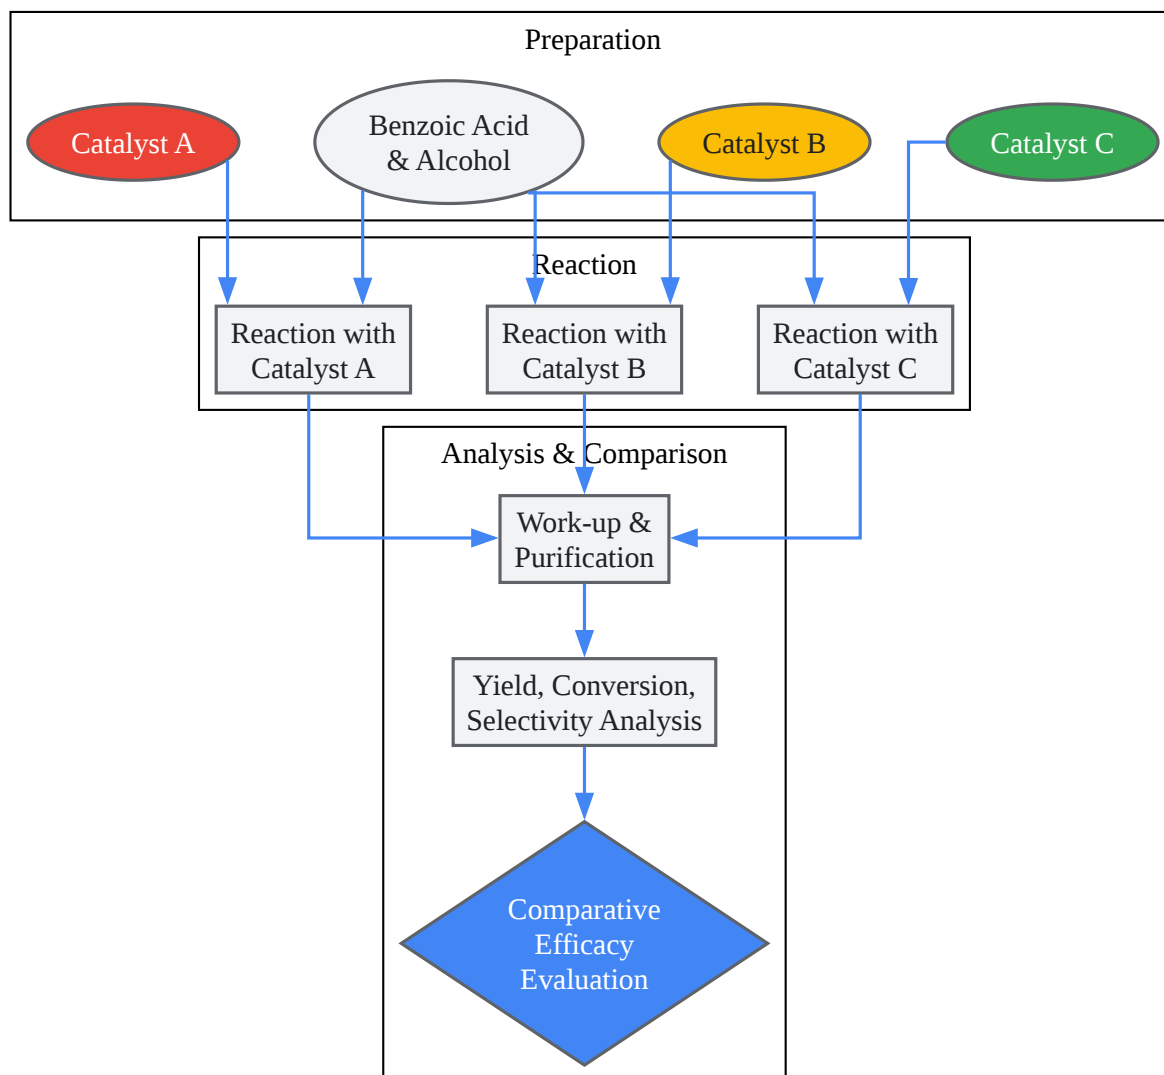 Preparation
Catalyst A
Benzoic Acid
& Alcohol
Catalyst B
Catalyst C
Reaction
Reaction with
Catalyst A
Reaction with
Catalyst B
Reaction with
Catalyst C
Analysis & Comparison
Work-up &
Purification
Yield, Conversion,
Selectivity Analysis
Comparative
Efficacy
Evaluation